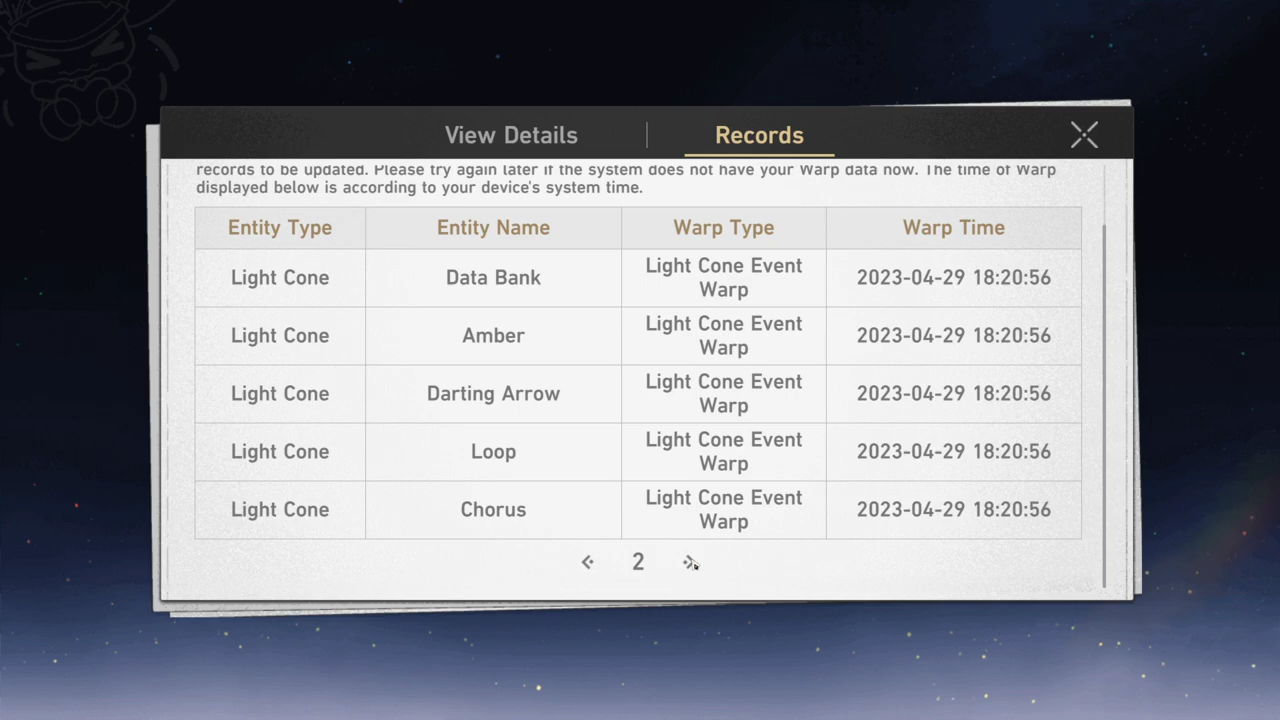 View Details
Records
records to be updated. Please try again later if the system does not have your Warp data now. The time of Warp
displayed below is according to your device's system time.
Entity Type Entity Name Warp Type Warp Time
Light Cone Data Bank Light Cone Event Warp 2023-04-29 18:20:56
Light Cone Amber Light Cone Event Warp 2023-04-29 18:20:56
Light Cone Darting Arrow Light Cone Event Warp 2023-04-29 18:20:56
Light Cone Loop Light Cone Event Warp 2023-04-29 18:20:56
Light Cone Chorus Light Cone Event Warp 2023-04-29 18:20:56
2